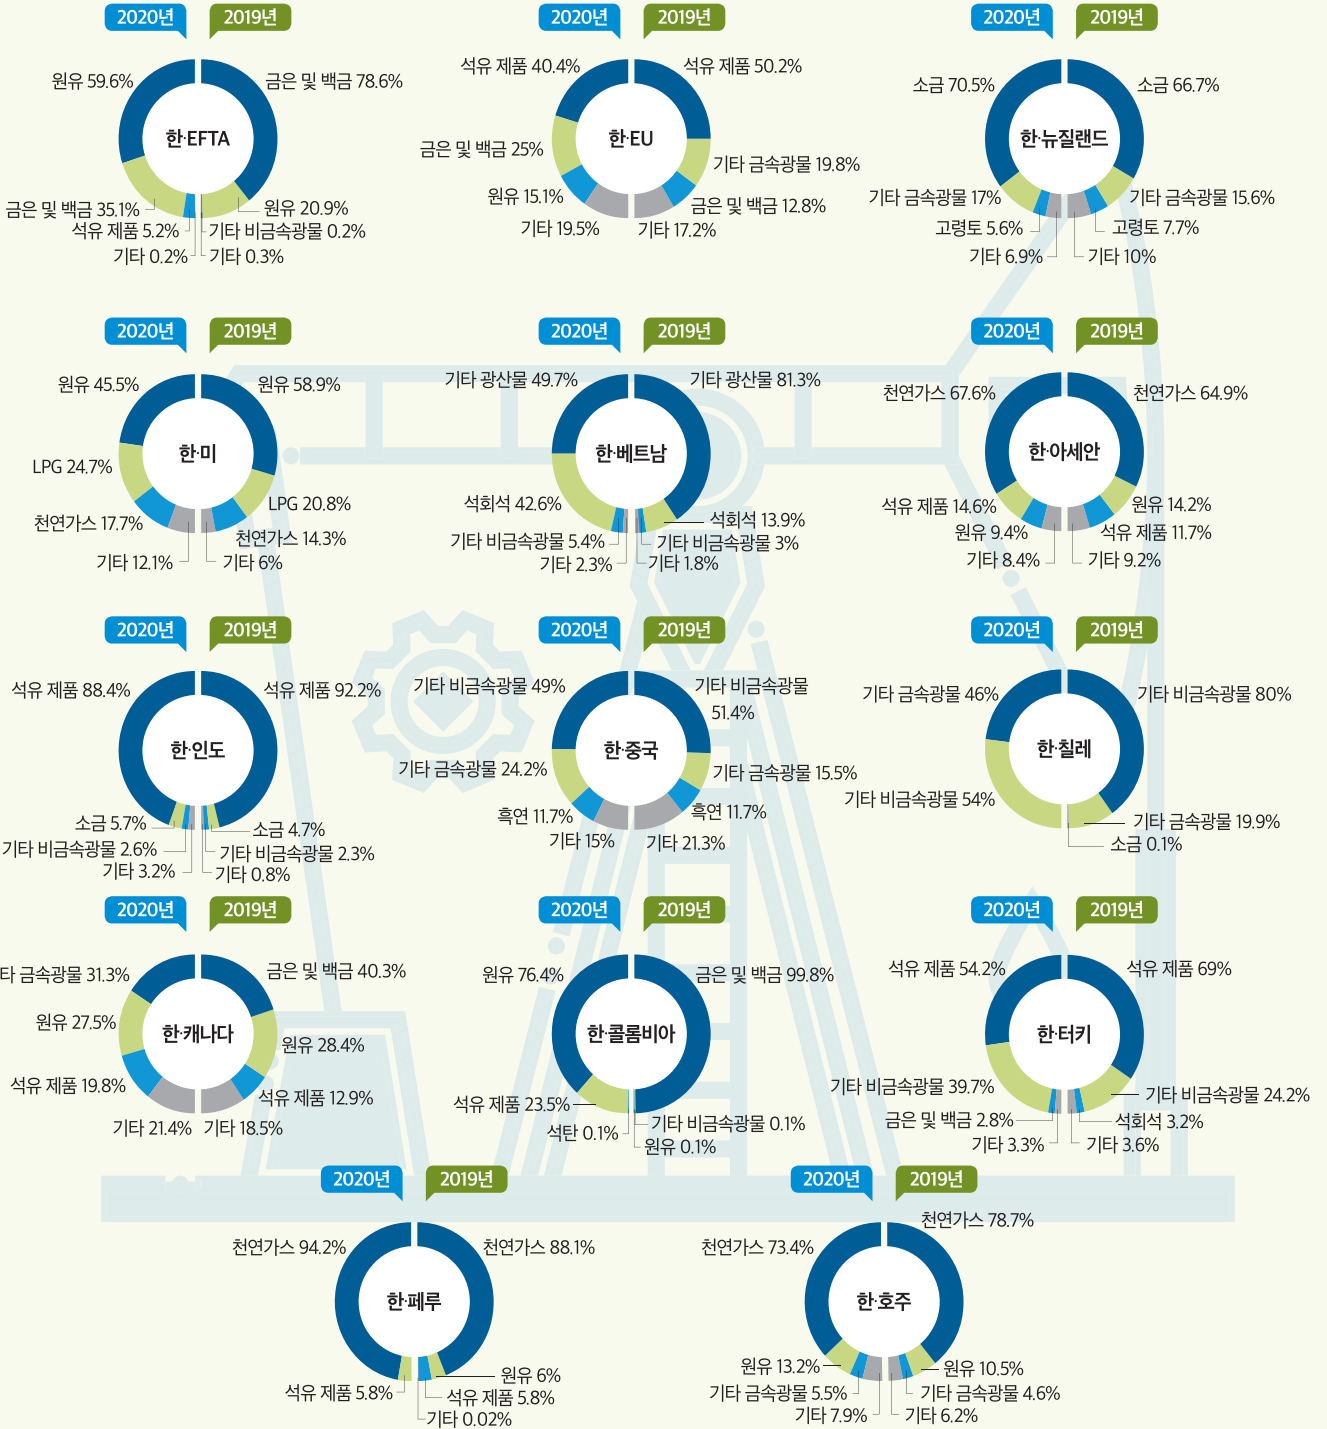 2020년 2019년
원유 59.6% 금은 및 백금 78.6%
한·EFTA
금은 및 백금 35.1% 원유 20.9%
석유 제품 5.2% 기타 비금속광물 0.2%
기타 0.2% 기타 0.3%
2020년 2019년
석유 제품 40.4% 석유 제품 50.2%
한·EU
금은 및 백금 25% 기타 금속광물 19.8%
원유 15.1% 금은 및 백금 12.8%
기타 19.5% 기타 17.2%
2020년 2019년
소금 70.5% 소금 66.7%
한·뉴질랜드
기타 금속광물 17% 기타 금속광물 15.6%
고령토 5.6% 고령토 7.7%
기타 6.9% 기타 10%
2020년 2019년
원유 45.5% 원유 58.9%
한·미
LPG 24.7% LPG 20.8%
천연가스 17.7% 천연가스 14.3%
기타 12.1% 기타 6%
2020년 2019년
기타 광산물 49.7% 기타 광산물 81.3%
한·베트남
석회석 42.6% 석회석 13.9%
기타 비금속광물 5.4% 기타 비금속광물 3%
기타 2.3% 기타 1.8%
2020년 2019년
천연가스 67.6% 천연가스 64.9%
한·아세안
석유 제품 14.6% 원유 14.2%
원유 9.4% 석유 제품 11.7%
기타 8.4% 기타 9.2%
2020년 2019년
석유 제품 88.4% 석유 제품 92.2%
한·인도
소금 5.7% 소금 4.7%
기타 비금속광물 2.6% 기타 비금속광물 2.3%
기타 3.2% 기타 0.8%
2020년 2019년
기타 비금속광물 49% 기타 비금속광물
51.4%
한·중국
기타 금속광물 24.2% 기타 금속광물 15.5%
흑연 11.7% 흑연 11.7%
기타 15% 기타 21.3%
2020년 2019년
기타 금속광물 46% 기타 비금속광물 80%
한·칠레
기타 비금속광물 54% 기타 금속광물 19.9%
소금 0.1%
2020년 2019년
타 금속광물 31.3% 금은 및 백금 40.3%
한·캐나다
원유 27.5% 원유 28.4%
석유 제품 19.8% 석유 제품 12.9%
기타 21.4% 기타 18.5%
2020년 2019년
원유 76.4% 금은 및 백금 99.8%
한·콜롬비아
석유 제품 23.5% 기타 비금속광물 0.1%
석탄 0.1% 원유 0.1%
2020년 2019년
석유 제품 54.2% 석유 제품 69%
한·터키
기타 비금속광물 39.7% 기타 비금속광물 24.2%
금은 및 백금 2.8% 석회석 3.2%
기타 3.3% 기타 3.6%
2020년 2019년
천연가스 94.2% 천연가스 88.1%
한·페루
석유 제품 5.8% 원유 6%
석유 제품 5.8%
기타 0.02%
2020년 2019년
천연가스 73.4% 천연가스 78.7%
한·호주
원유 13.2% 원유 10.5%
기타 금속광물 5.5% 기타 금속광물 4.6%
기타 7.9% 기타 6.2%